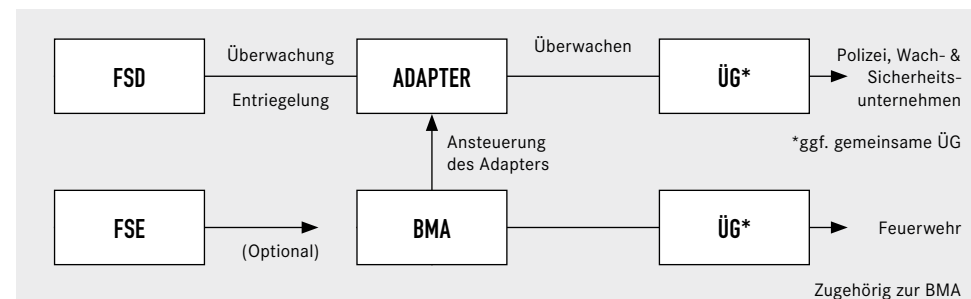 FSD
Überwachung
Entriegelung
ADAPTER
Überwachen
ÜG*
Polizei, Wach- &
Sicherheits-
unternehmen
*ggf. gemeinsame ÜG
Ansteuerung
des Adapters
FSE
(Optional)
BMA
ÜG*
Feuerwehr
Zugehörig zur BMA